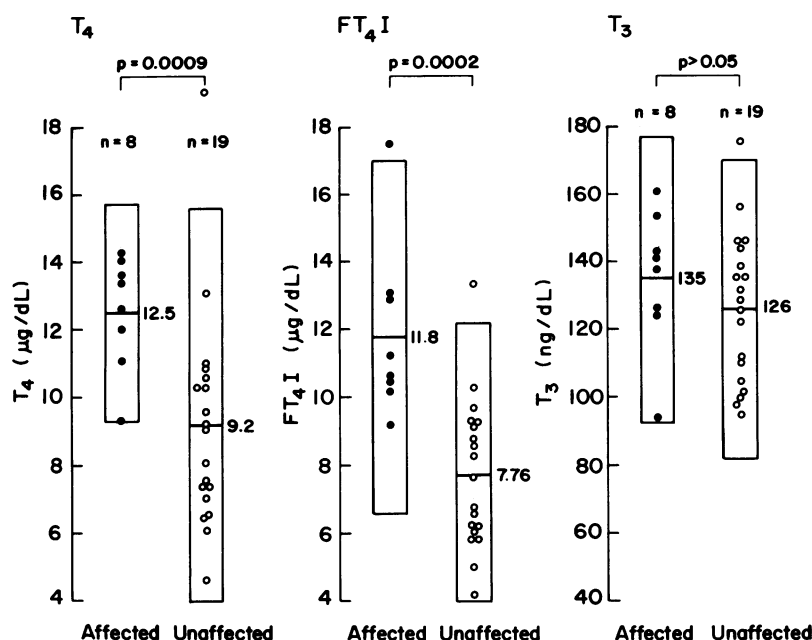 T4 FT4I T3
p=0.0009 p=0.0002 p>0.05
n=8 n=19
18 18 180
n=8 n=19
16 16 160
14 14 140
12.5 135
12 11.8 12 126 120
10 10 100
9.2
8 7.76 8 80
6 6 60
4 4 40
T4 (μg/dL)
FT4I (μg/dL)
T3 (ng/dL)
Affected Unaffected Affected Unaffected Affected Unaffected